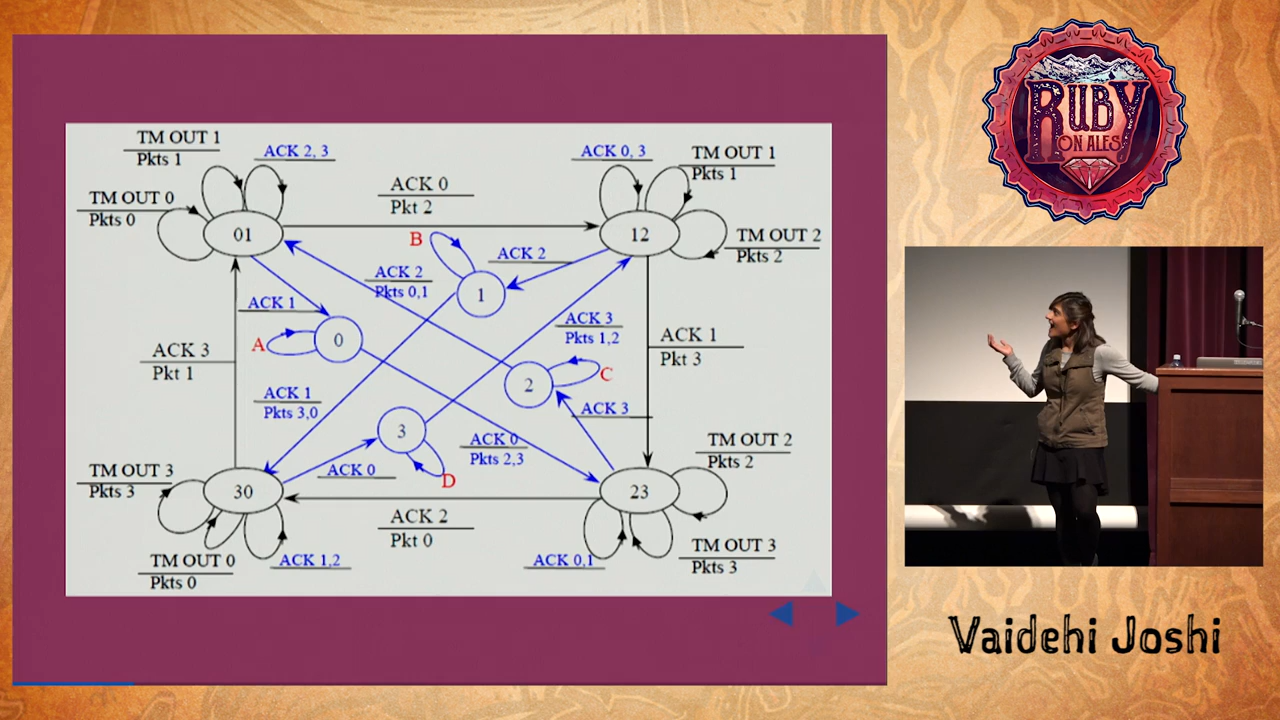 TM OUT 1
Pkts 1
ACK 2, 3
ACK 0, 3
TM OUT 1
Pkts 1
TM OUT 0
Pkts 0
ACK 0
Pkt 2
01
12
B
TM OUT 2
Pkts 2
ACK 2
ACK 2
Pkts 0,1
1
ACK 1
ACK 3
Pkts 1,2
A
0
ACK 3
Pkt 1
ACK 1
Pkt 3
2
C
ACK 1
Pkts 3,0
ACK 3
3
ACK 0
Pkts 2,3
TM OUT 2
Pkts 2
TM OUT 3
Pkts 3
ACK 0
D
30
23
ACK 2
Pkt 0
TM OUT 0
Pkts 0
ACK 1,2
ACK 0,1
TM OUT 3
Pkts 3
RUBY
ON ALES
Vaidehi Joshi